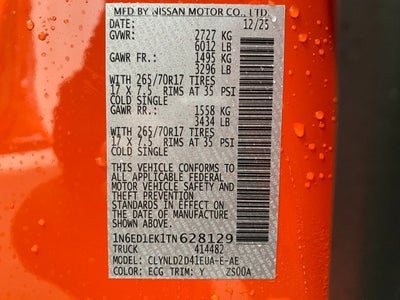 MFD BY NISSAN MOTOR CO., LTD.
DATE: 12/25
GVWR: 2727 KG
6012 LB
GAWR FR.: 1495 KG
3296 LB
WITH 265/70R17 TIRES
17 X 7.5 RIMS AT 35 PSI
COLD SINGLE
GAWR RR.: 1558 KG
3434 LB
WITH 265/70R17 TIRES
17 X 7.5 RIMS AT 35 PSI
COLD SINGLE
THIS VEHICLE CONFORMS TO
ALL APPLICABLE FEDERAL
MOTOR VEHICLE SAFETY
AND THEFT PREVENTION
STANDARDS IN EFFECT ON
THE DATE OF MANUFACTURE
SHOWN ABOVE.
1N6ED1EK1TN628129
TRUCK 414482
MODEL: CLYNLD2D41EUA-E-AE
COLOR: ECG TRIM: Y ZS00A